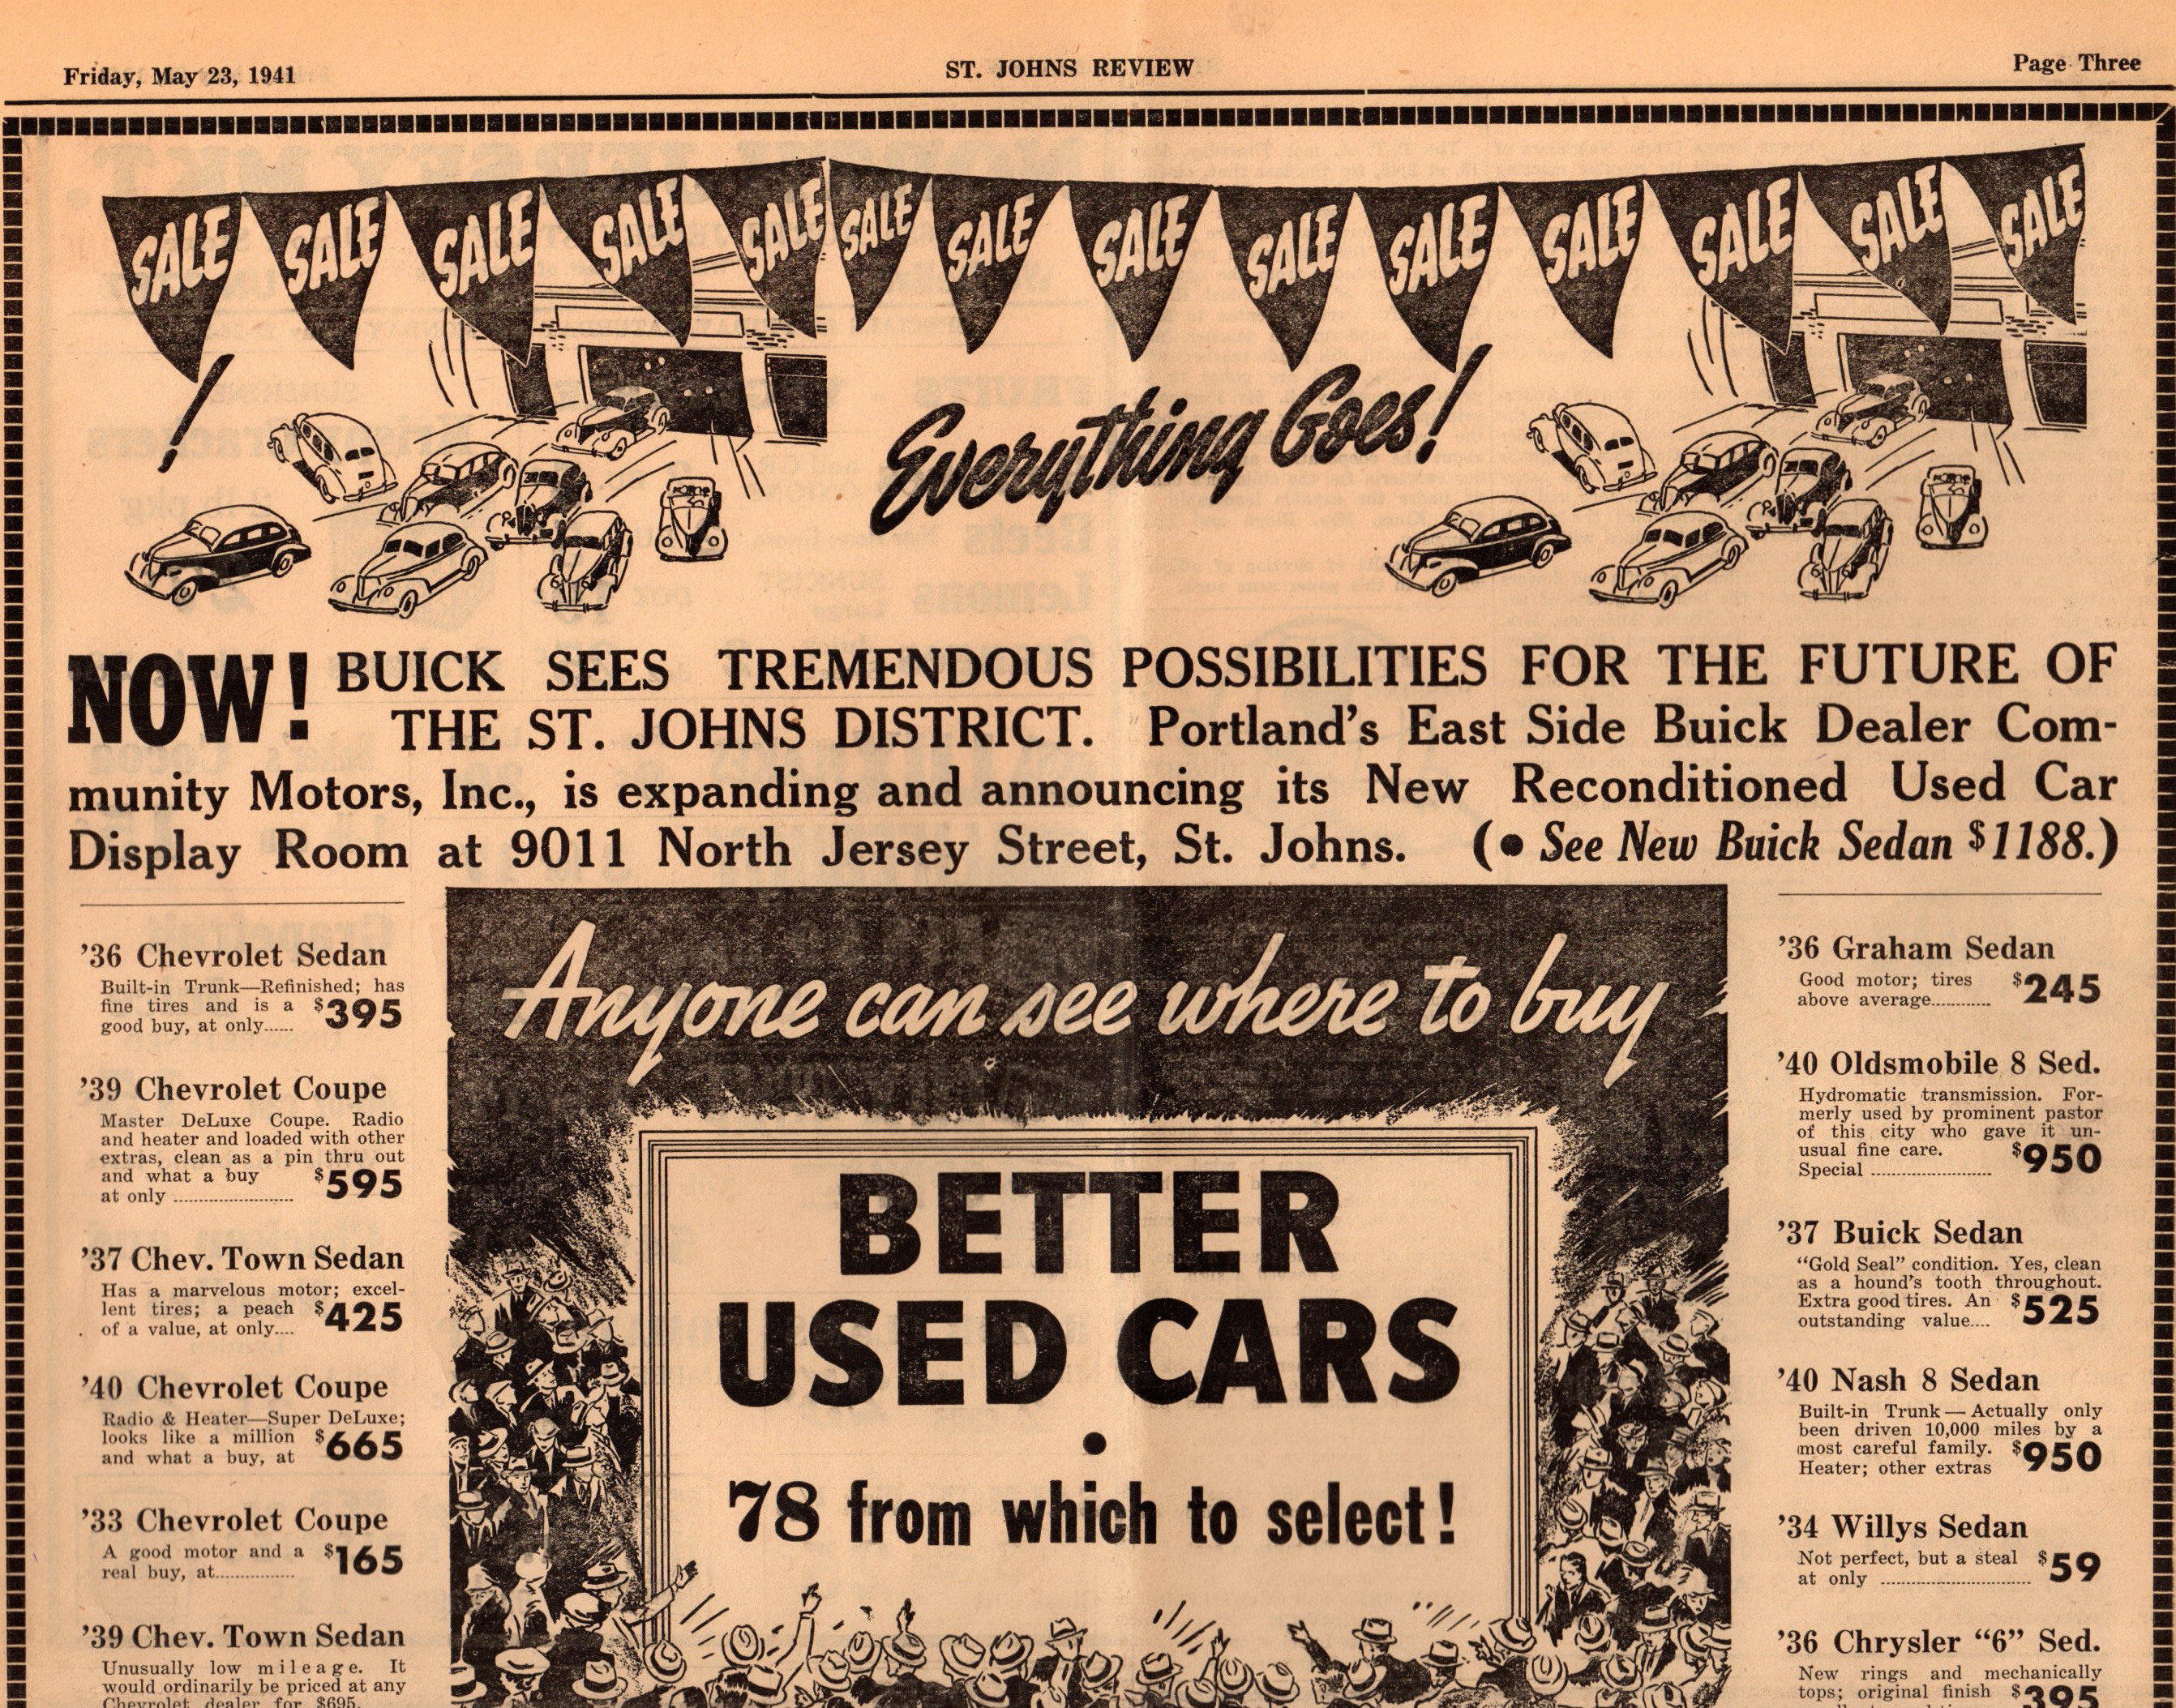 Friday, May 23, 1941
ST. JOHNS REVIEW
Page Three
SALE SALE SALE SALE SALE SALE SALE SALE SALE SALE SALE SALE SALE SALE
Everything Goes!
NOW! BUICK SEES TREMENDOUS POSSIBILITIES FOR THE FUTURE OF
THE ST. JOHNS DISTRICT. Portland's East Side Buick Dealer Com-
munity Motors, Inc., is expanding and announcing its New Reconditioned Used Car
Display Room at 9011 North Jersey Street, St. Johns. (• See New Buick Sedan $1188.)
'36 Chevrolet Sedan
Built-in Trunk—Refinished; has
fine tires and is a
good buy, at only...... $395
'39 Chevrolet Coupe
Master DeLuxe Coupe. Radio
and heater and loaded with other
extras, clean as a pin thru out
and what a buy
at only ........................ $595
'37 Chev. Town Sedan
Has a marvelous motor; excel-
lent tires; a peach
of a value, at only.... $425
'40 Chevrolet Coupe
Radio & Heater—Super DeLuxe;
looks like a million
and what a buy, at $665
'33 Chevrolet Coupe
A good motor and a
real buy, at................ $165
'39 Chev. Town Sedan
Unusually low mileage. It
would ordinarily be priced at any
Chevrolet dealer for $695.
Anyone can see where to buy
BETTER
USED CARS
•
78 from which to select!
'36 Graham Sedan
Good motor; tires
above average............ $245
'40 Oldsmobile 8 Sed.
Hydromatic transmission. For-
merly used by prominent pastor
of this city who gave it un-
usual fine care.
Special ........................ $950
'37 Buick Sedan
"Gold Seal" condition. Yes, clean
as a hound's tooth throughout.
Extra good tires. An
outstanding value.... $525
'40 Nash 8 Sedan
Built-in Trunk — Actually only
been driven 10,000 miles by a
most careful family.
Heater; other extras $950
'34 Willys Sedan
Not perfect, but a steal
at only .............................. $59
'36 Chrysler "6" Sed.
New rings and mechanically
tops; original finish $395